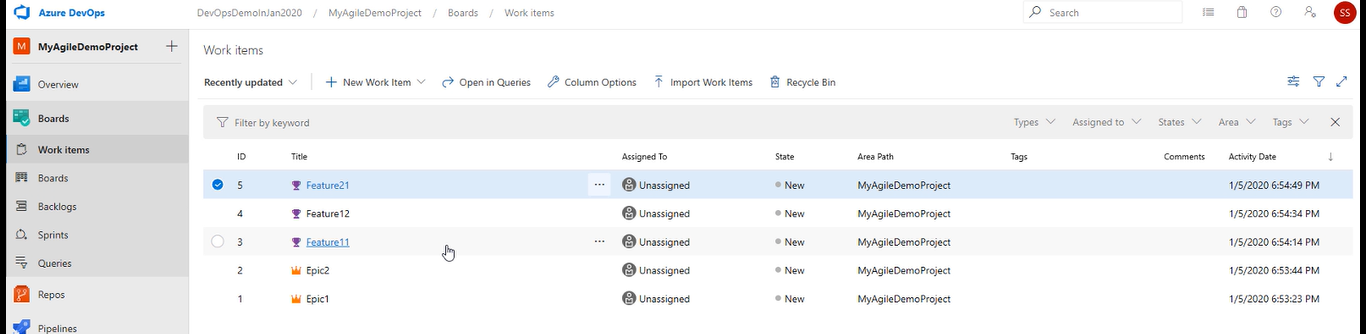 Azure DevOps DevOpsDemoInJan2020 / MyAgileDemoProject / Boards / Work items Search SS
M MyAgileDemoProject
Work items
Overview
Recently updated New Work Item Open in Queries Column Options Import Work Items Recycle Bin
Boards
Filter by keyword Types Assigned to States Area Tags
Work items
ID Title Assigned To State Area Path Tags Comments Activity Date
Boards
5 Feature21 ... Unassigned New MyAgileDemoProject 1/5/2020 6:54:49 PM
Backlogs
4 Feature12 Unassigned New MyAgileDemoProject 1/5/2020 6:54:34 PM
Sprints
3 Feature11 ... Unassigned New MyAgileDemoProject 1/5/2020 6:54:14 PM
Queries
2 Epic2 Unassigned New MyAgileDemoProject 1/5/2020 6:53:44 PM
Repos
1 Epic1 Unassigned New MyAgileDemoProject 1/5/2020 6:53:23 PM
Pipelines